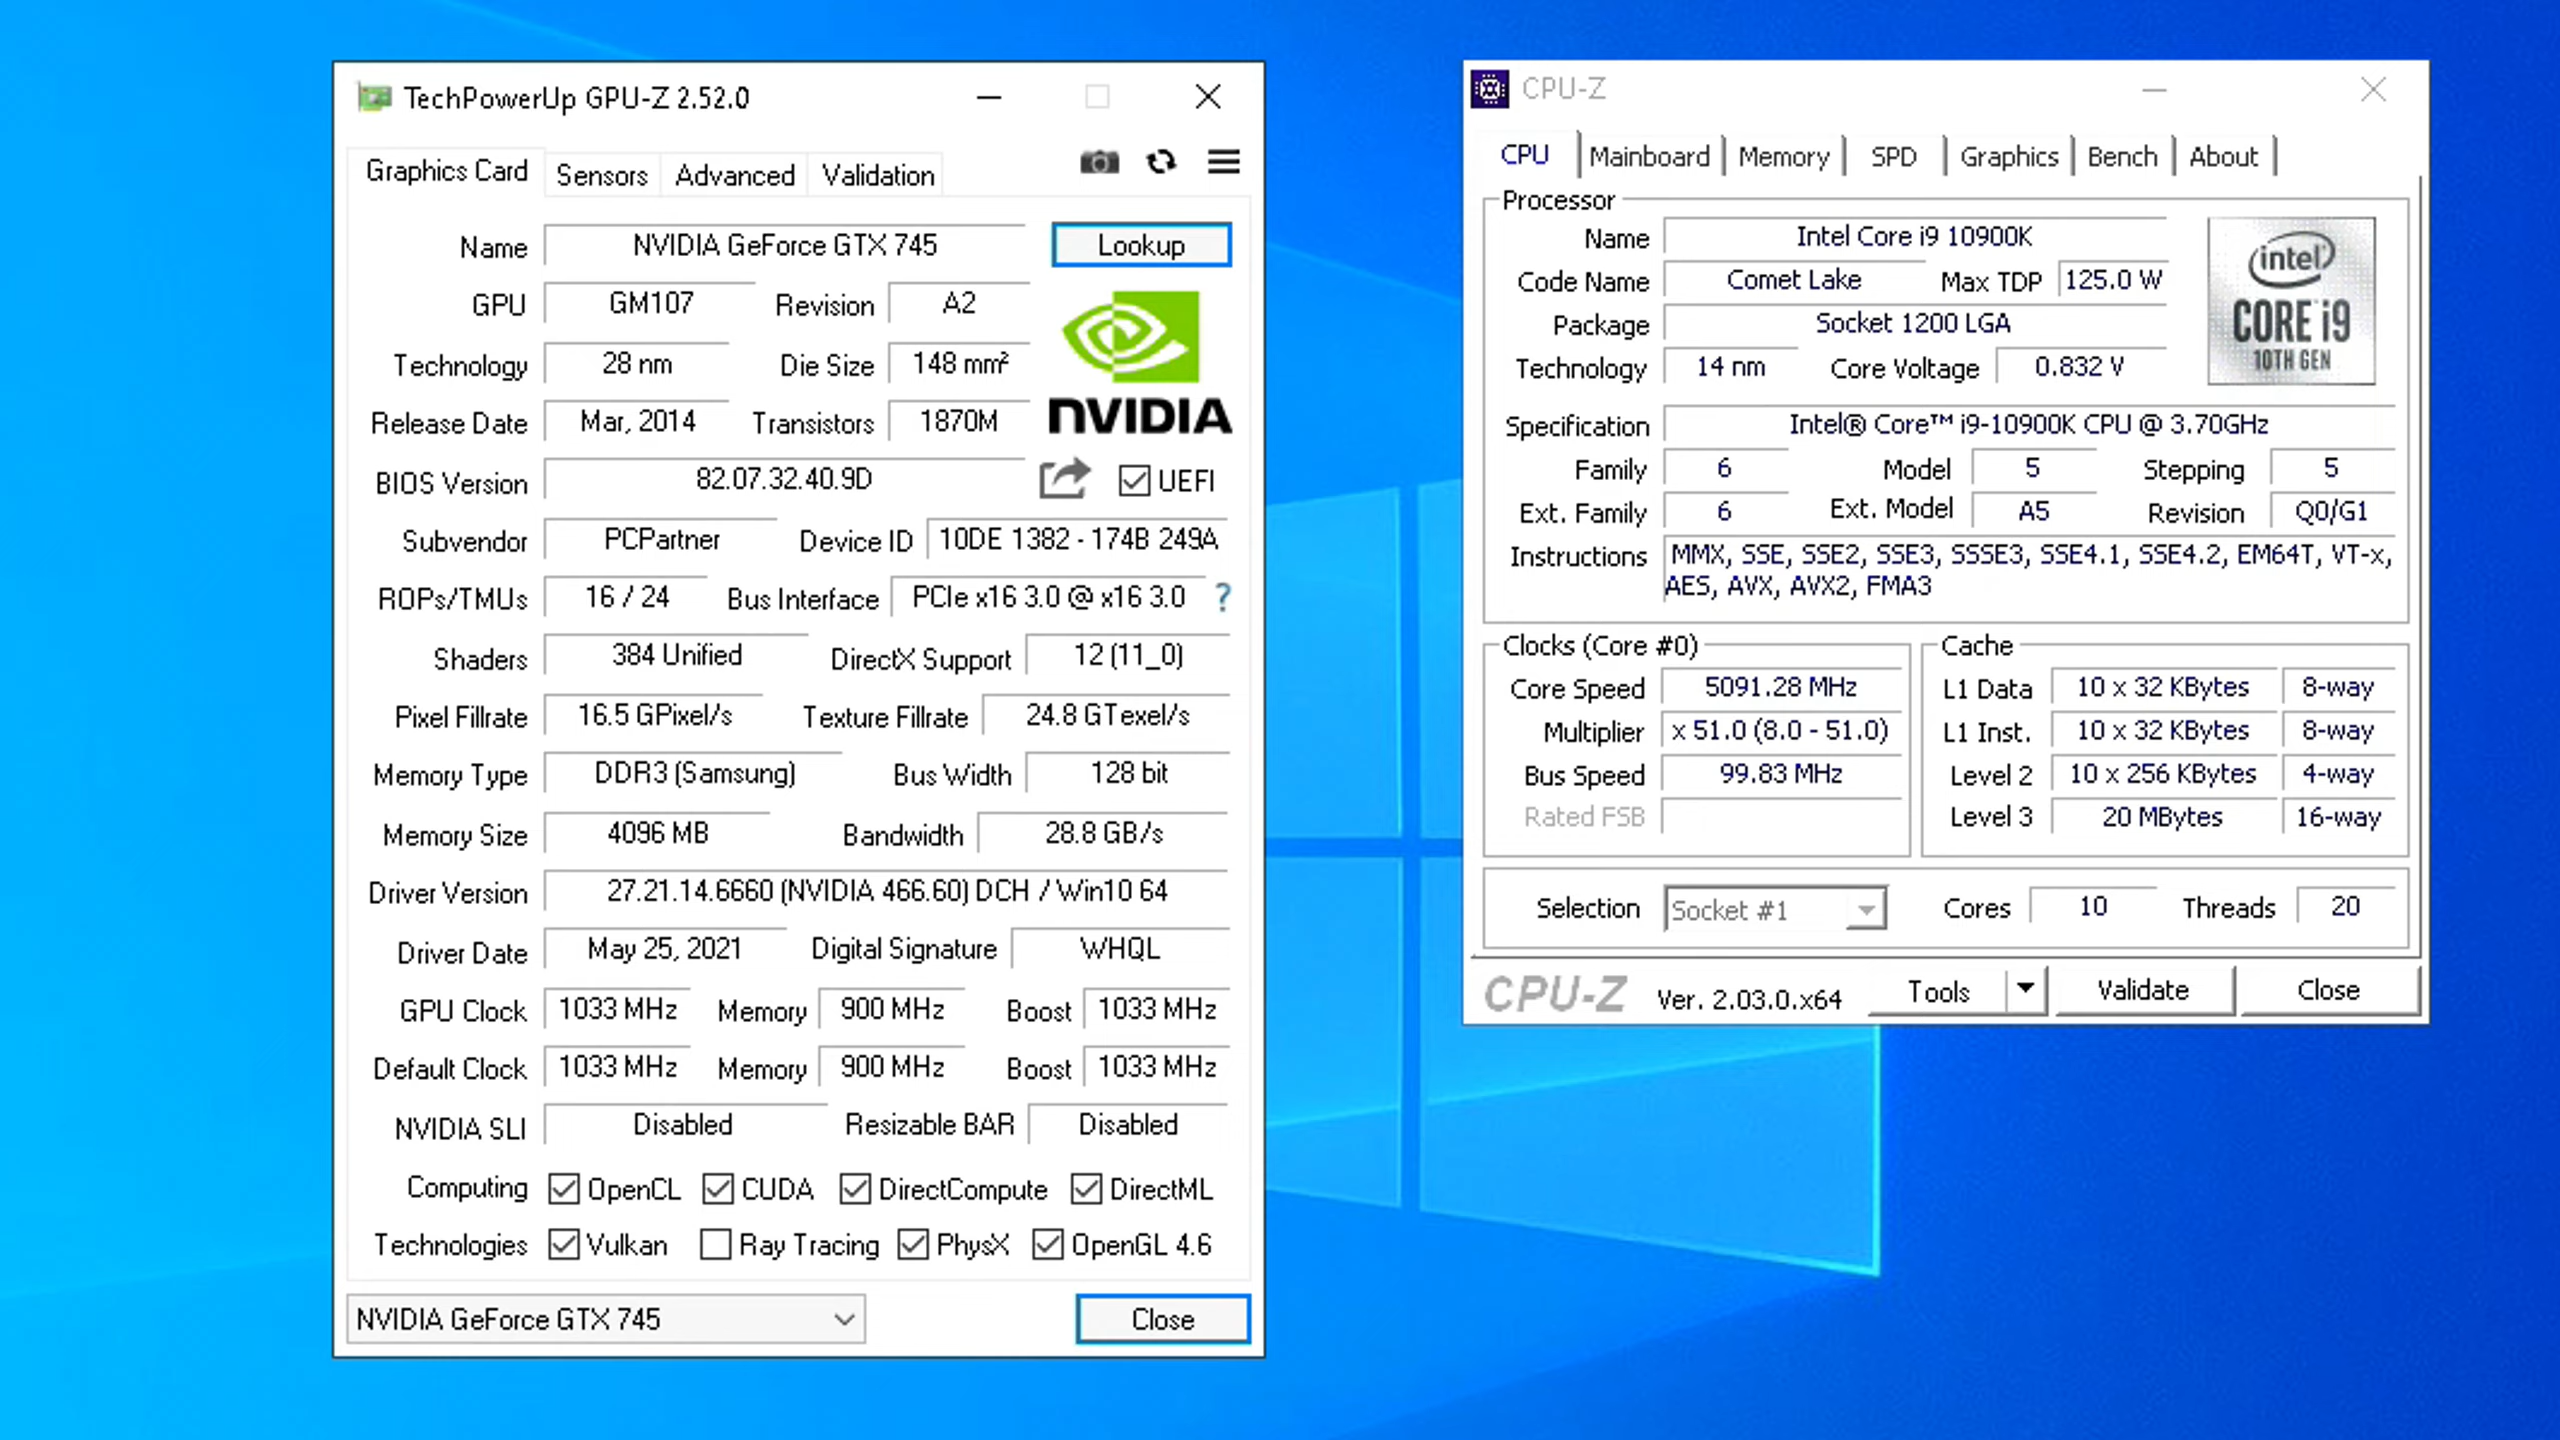 TechPowerUp GPU-Z 2.52.0
Graphics Card Sensors Advanced Validation
Name NVIDIA GeForce GTX 745 Lookup
GPU GM107 Revision A2
Technology 28 nm Die Size 148 mm²
Release Date Mar, 2014 Transistors 1870M
NVIDIA
BIOS Version 82.07.32.40.9D UEFI
Subvendor PCPartner Device ID 10DE 1382 - 174B 249A
ROPs/TMUs 16 / 24 Bus Interface PCIe x16 3.0 @ x16 3.0 ?
Shaders 384 Unified DirectX Support 12 (11_0)
Pixel Fillrate 16.5 GPixel/s Texture Fillrate 24.8 GTexel/s
Memory Type DDR3 (Samsung) Bus Width 128 bit
Memory Size 4096 MB Bandwidth 28.8 GB/s
Driver Version 27.21.14.6660 (NVIDIA 466.60) DCH / Win10 64
Driver Date May 25, 2021 Digital Signature WHQL
GPU Clock 1033 MHz Memory 900 MHz Boost 1033 MHz
Default Clock 1033 MHz Memory 900 MHz Boost 1033 MHz
NVIDIA SLI Disabled Resizable BAR Disabled
Computing OpenCL CUDA DirectCompute DirectML
Technologies Vulkan Ray Tracing PhysX OpenGL 4.6
NVIDIA GeForce GTX 745 Close
CPU-Z
CPU Mainboard Memory SPD Graphics Bench About
Processor
Name Intel Core i9 10900K
Code Name Comet Lake Max TDP 125.0 W
Package Socket 1200 LGA
Technology 14 nm Core Voltage 0.832 V
intel
CORE i9
10TH GEN
Specification Intel® Core™ i9-10900K CPU @ 3.70GHz
Family 6 Model 5 Stepping 5
Ext. Family 6 Ext. Model A5 Revision Q0/G1
Instructions MMX, SSE, SSE2, SSE3, SSSE3, SSE4.1, SSE4.2, EM64T, VT-x,
AES, AVX, AVX2, FMA3
Clocks (Core #0)
Core Speed 5091.28 MHz
Multiplier x 51.0 (8.0 - 51.0)
Bus Speed 99.83 MHz
Rated FSB
Cache
L1 Data 10 x 32 KBytes 8-way
L1 Inst. 10 x 32 KBytes 8-way
Level 2 10 x 256 KBytes 4-way
Level 3 20 MBytes 16-way
Selection Socket #1 Cores 10 Threads 20
CPU-Z Ver. 2.03.0.x64 Tools Validate Close